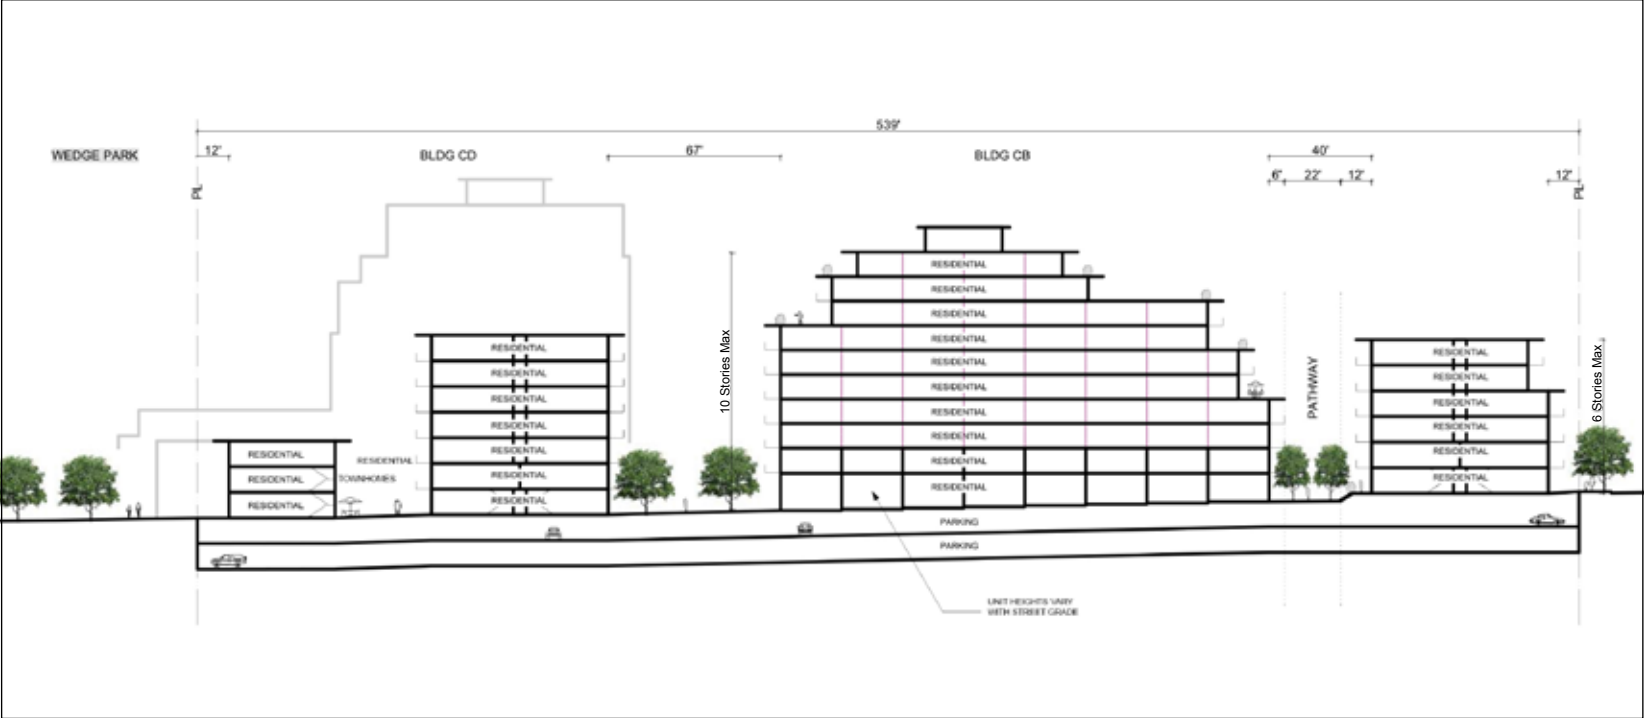 539'
WEDGE PARK
12'
BLDG CD
67'
BLDG CB
40'
6'
22'
12'
12'
P/L
P/L
RESIDENTIAL
RESIDENTIAL
RESIDENTIAL
RESIDENTIAL
TOWNHOMES
RESIDENTIAL
RESIDENTIAL
RESIDENTIAL
RESIDENTIAL
RESIDENTIAL
RESIDENTIAL
RESIDENTIAL
10 Stories Max
RESIDENTIAL
RESIDENTIAL
RESIDENTIAL
RESIDENTIAL
RESIDENTIAL
RESIDENTIAL
RESIDENTIAL
RESIDENTIAL
RESIDENTIAL
RESIDENTIAL
PATHWAY
RESIDENTIAL
RESIDENTIAL
RESIDENTIAL
RESIDENTIAL
RESIDENTIAL
RESIDENTIAL
6 Stories Max
PARKING
PARKING
UNIT HEIGHTS VARY
WITH STREET GRADE